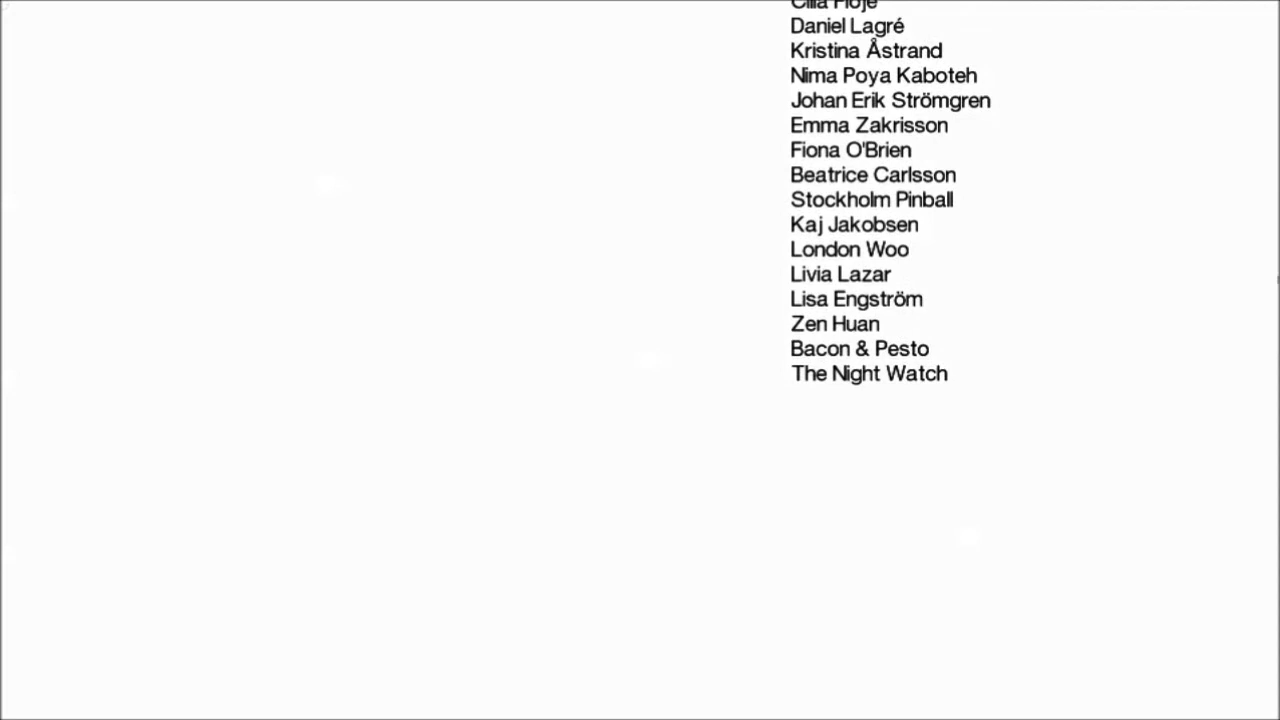 Daniel Lagré
Kristina Åstrand
Nima Poya Kaboteh
Johan Erik Strömgren
Emma Zakrisson
Fiona O'Brien
Beatrice Carlsson
Stockholm Pinball
Kaj Jakobsen
London Woo
Livia Lazar
Lisa Engström
Zen Huan
Bacon & Pesto
The Night Watch